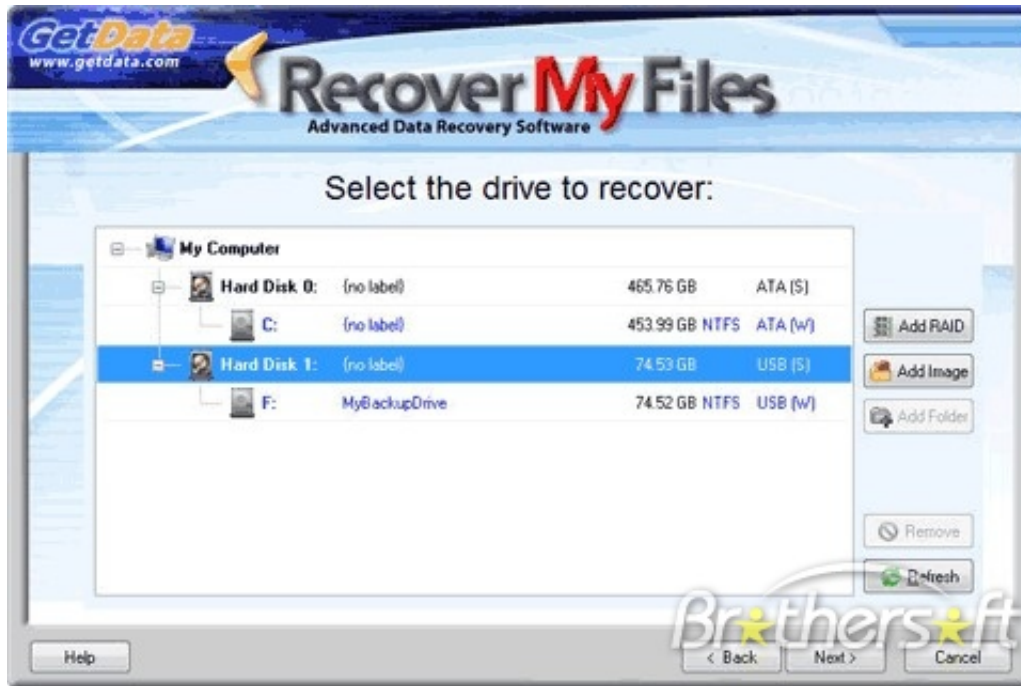 GetData
www.getdata.com
Recover My Files
Advanced Data Recovery Software
Select the drive to recover:
My Computer
Hard Disk 0: (no label) 465.76 GB ATA (S)
C: (no label) 453.99 GB NTFS ATA (W)
Add RAID
Hard Disk 1: (no label) 74.53 GB USB (S)
Add Image
F: MyBackupDrive 74.52 GB NTFS USB (W)
Add Folder
Remove
Refresh
Brothersoft
Help
< Back
Next >
Cancel